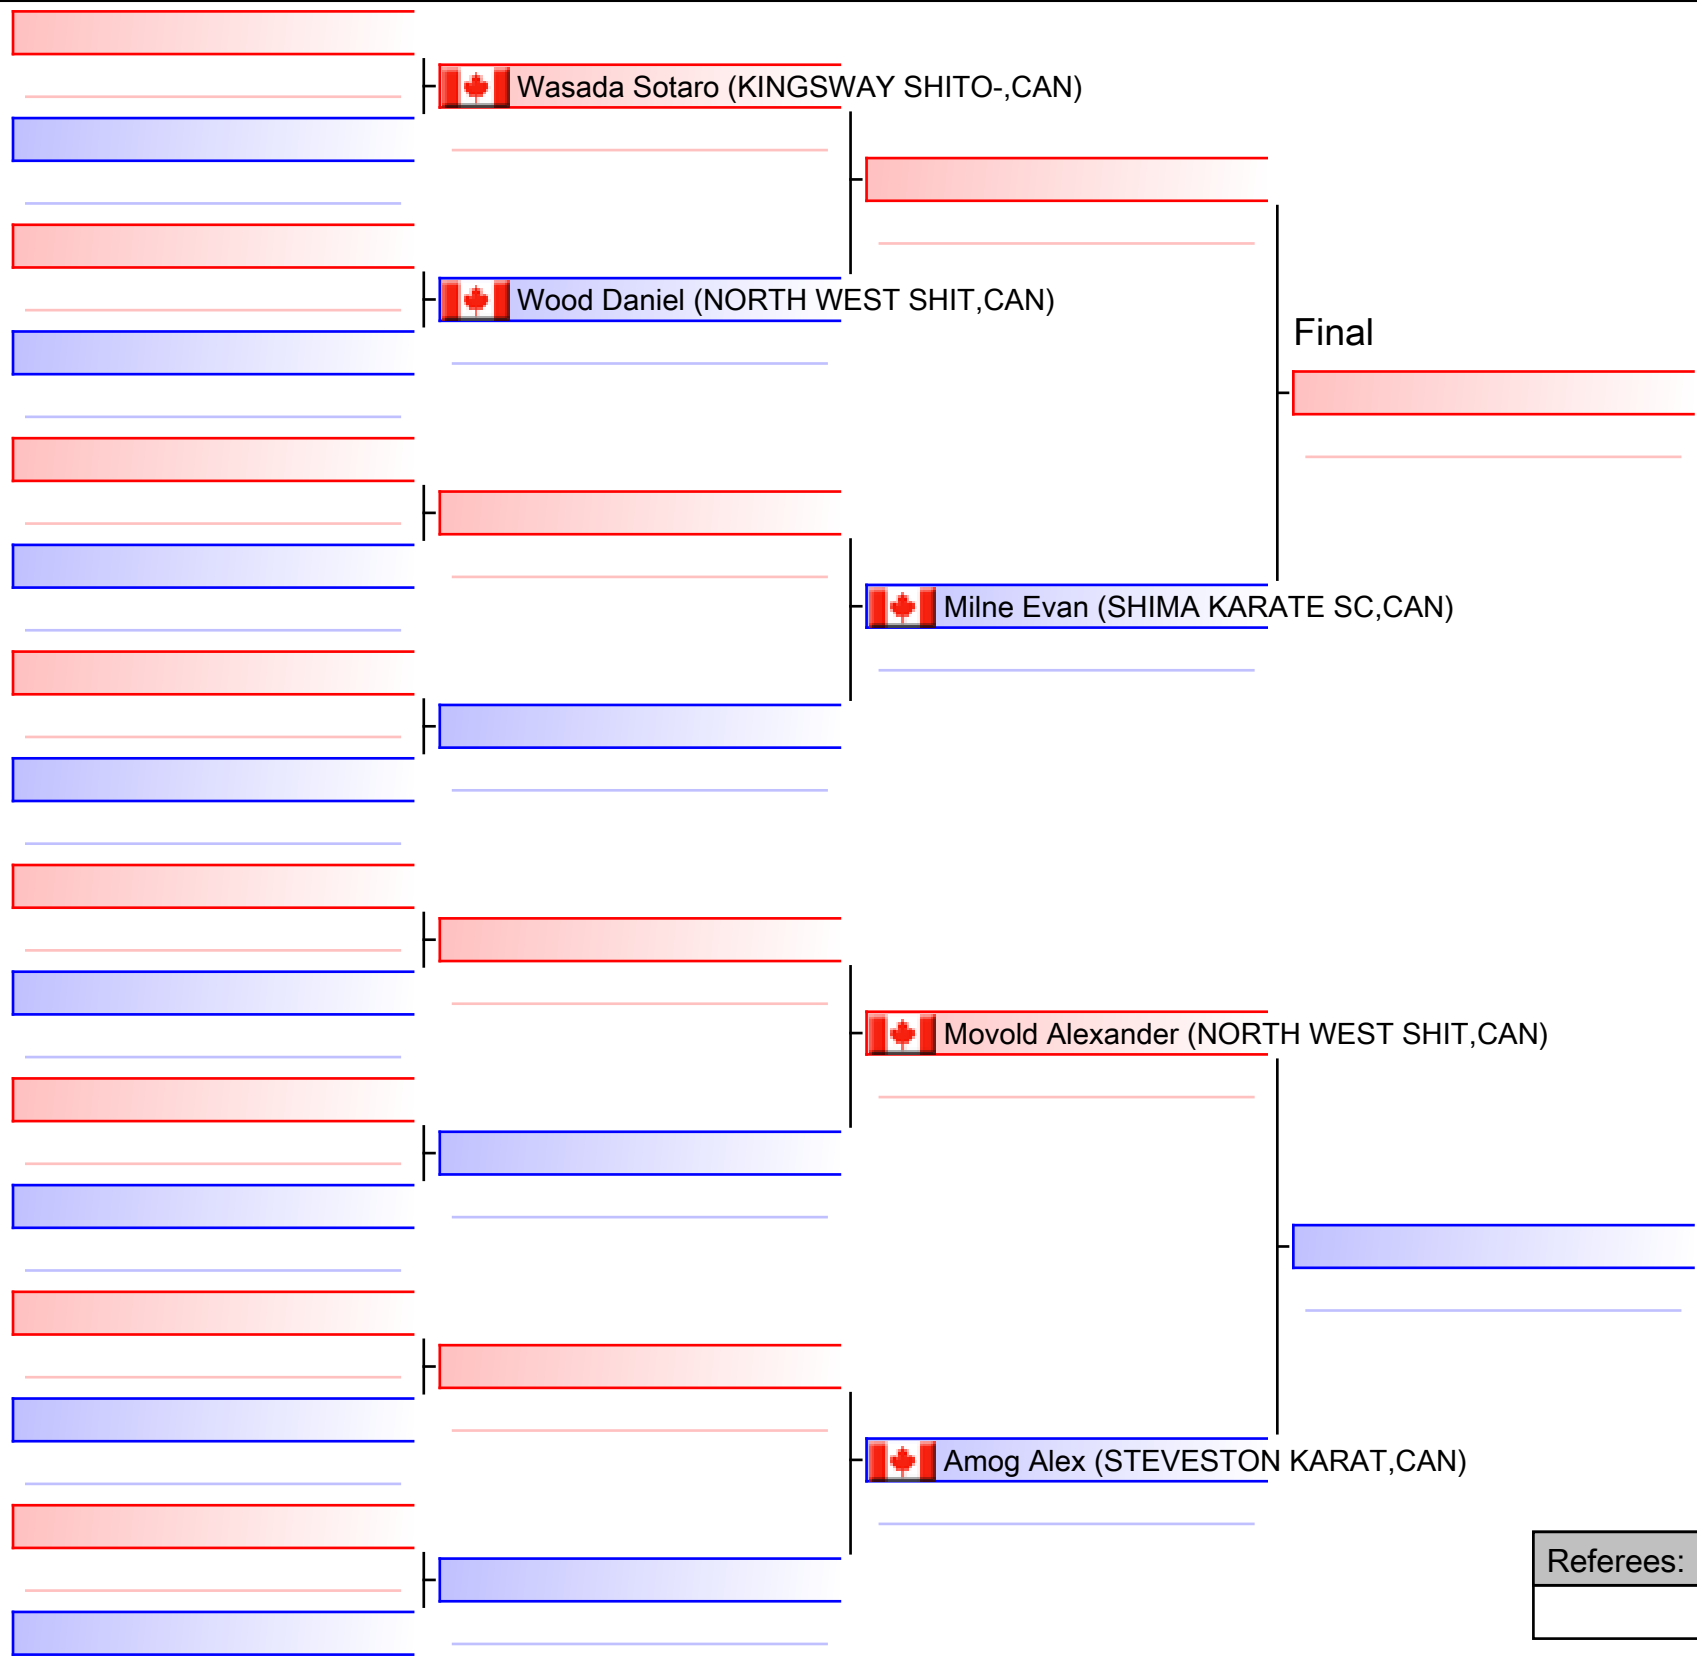 Wasada Sotaro (KINGSWAY SHITO-,CAN)
Wood Daniel (NORTH WEST SHIT,CAN)
Final
Milne Evan (SHIMA KARATE SC,CAN)
Movold Alexander (NORTH WEST SHIT,CAN)
Amog Alex (STEVESTON KARAT,CAN)
Referees: